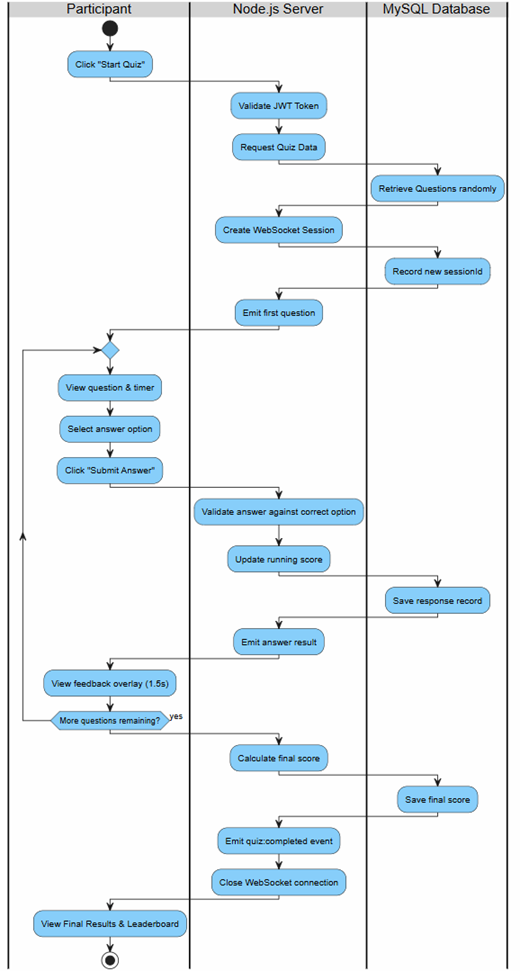 Participant
Node.js Server
MySQL Database
Click "Start Quiz"
Validate JWT Token
Request Quiz Data
Retrieve Questions randomly
Create WebSocket Session
Record new sessionId
Emit first question
View question & timer
Select answer option
Click "Submit Answer"
Validate answer against correct option
Update running score
Save response record
Emit answer result
View feedback overlay (1.5s)
More questions remaining?
yes
Calculate final score
Save final score
Emit quiz:completed event
Close WebSocket connection
View Final Results & Leaderboard